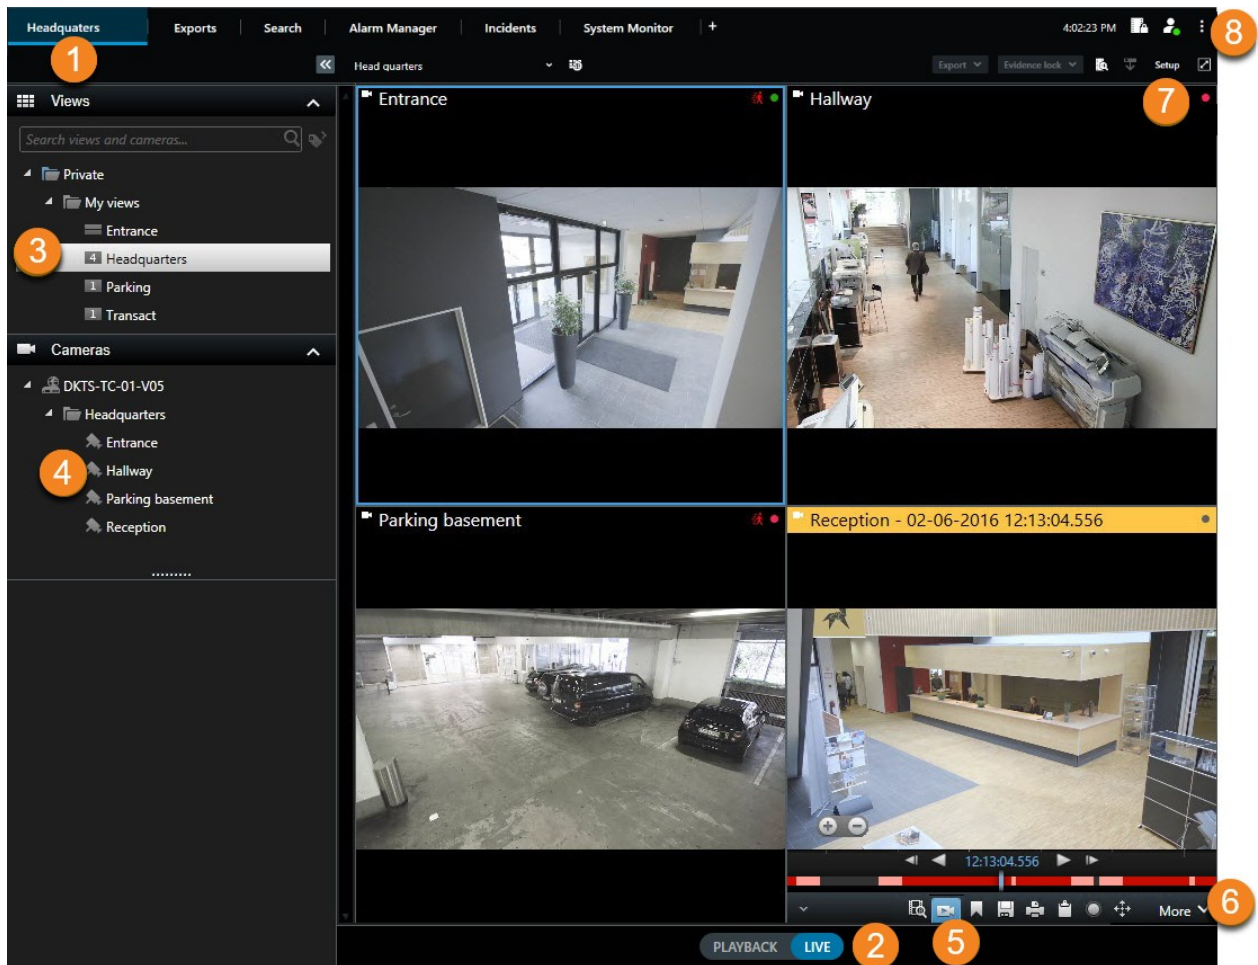 Headquaters Exports Search Alarm Manager Incidents System Monitor + 4:02:23 PM 8
1
Head quarters Export Evidence lock Setup
7
Views
Search views and cameras...
Private
My views
Entrance
3
4 Headquarters
1 Parking
1 Transact
Cameras
DKTS-TC-01-V05
Headquarters
Entrance
4
Hallway
Parking basement
Reception
Entrance
Hallway
Parking basement
Reception - 02-06-2016 12:13:04.556
12:13:04.556
More
6
5
PLAYBACK LIVE
2